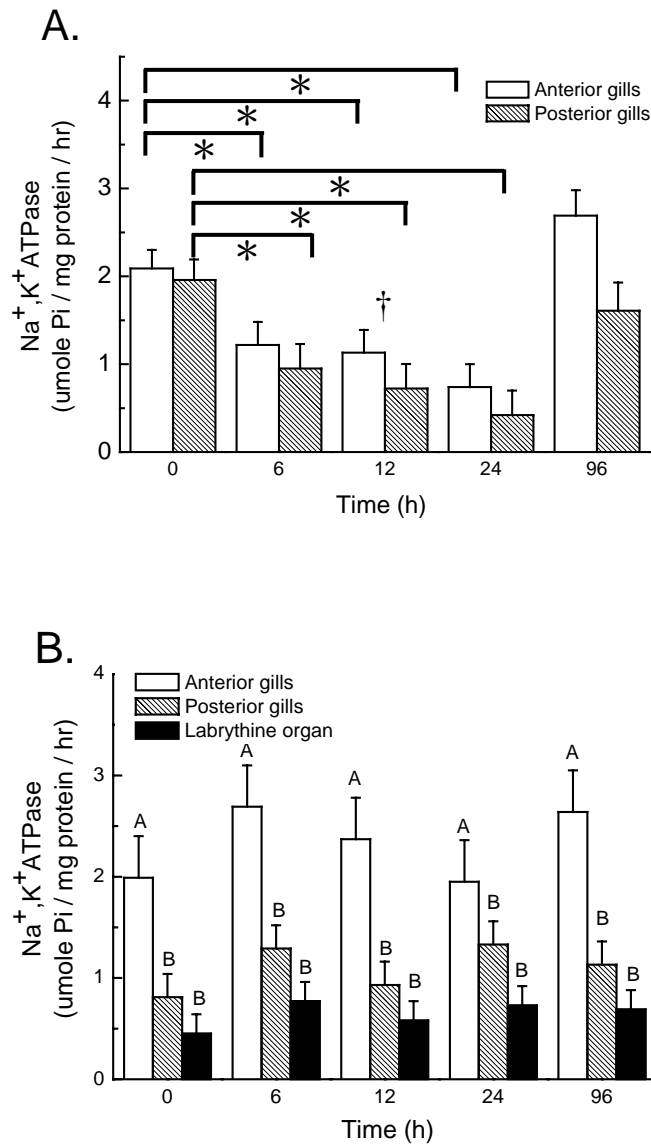 A.
Na+,K+ATPase
(umole Pi / mg protein / hr)
4
3
2
1
0
Anterior gills
Posterior gills
*
*
*
*
*
*
†
0 6 12 24 96
Time (h)
B.
Na+,K+ATPase
(umole Pi / mg protein / hr)
4
3
2
1
0
Anterior gills
Posterior gills
Labrythine organ
A A A A A
B B B B B
B B B B B
0 6 12 24 96
Time (h)